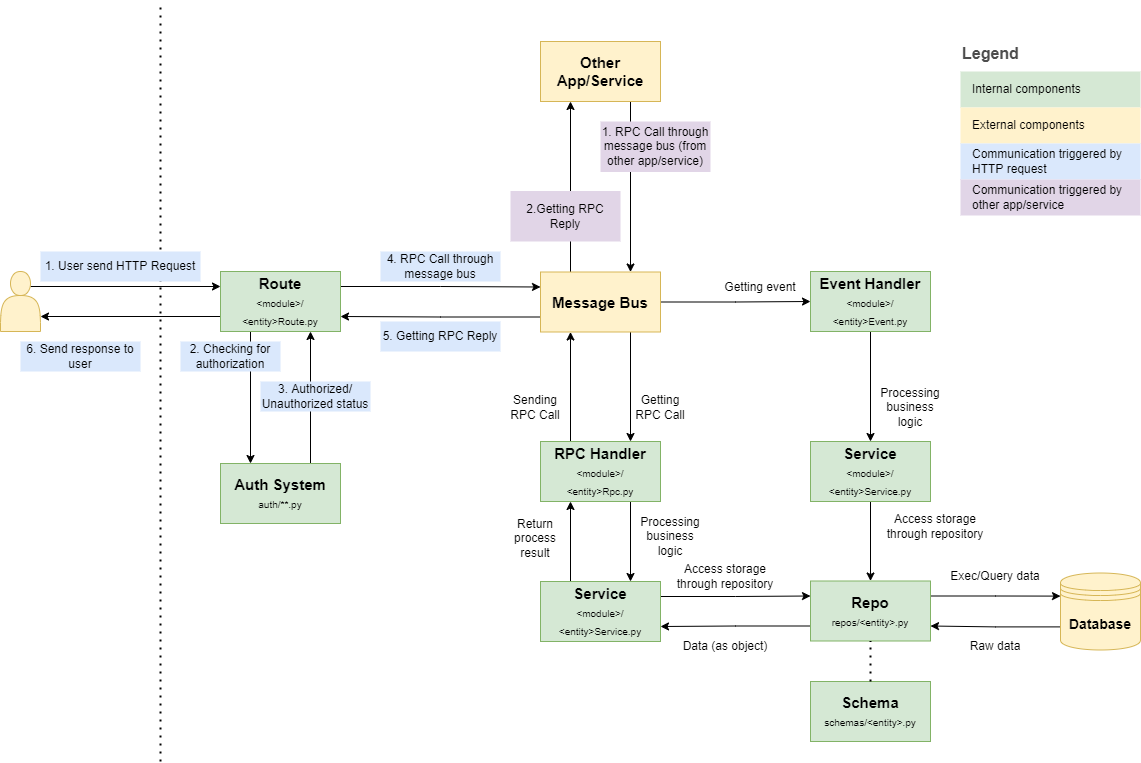 Other
App/Service
Legend
Internal components
External components
Communication triggered by
HTTP request
Communication triggered by
other app/service
1. RPC Call through
message bus (from
other app/service)
2.Getting RPC
Reply
1. User send HTTP Request
4. RPC Call through
message bus
Route
<module>/
<entity>Route.py
Message Bus
Getting event
Event Handler
<module>/
<entity>Event.py
5. Getting RPC Reply
6. Send response to
user
2. Checking for
authorization
3. Authorized/
Unauthorized status
Sending
RPC Call
Getting
RPC Call
Processing
business
logic
Auth System
auth/**.py
RPC Handler
<module>/
<entity>Rpc.py
Service
<module>/
<entity>Service.py
Return
process
result
Processing
business
logic
Access storage
through repository
Access storage
through repository
Exec/Query data
Service
<module>/
<entity>Service.py
Repo
repos/<entity>.py
Database
Data (as object)
Raw data
Schema
schemas/<entity>.py